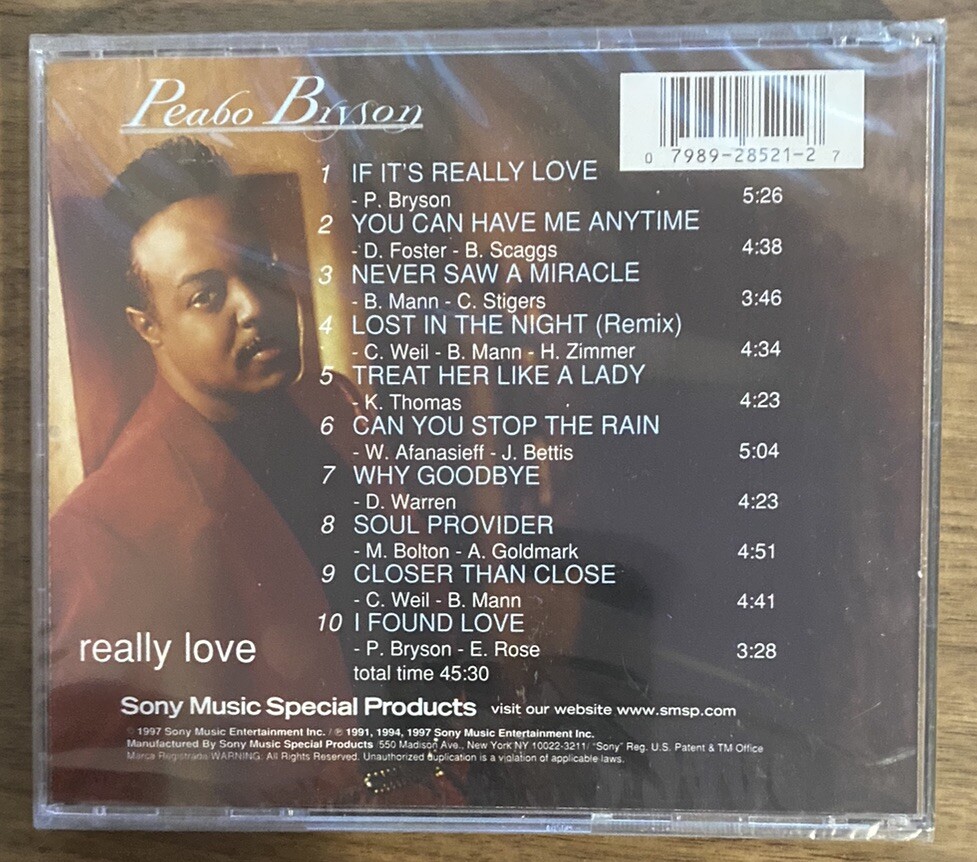 Peabo Bryson
0 7989-28521-2 7
1 IF IT'S REALLY LOVE
- P. Bryson 5:26
2 YOU CAN HAVE ME ANYTIME
- D. Foster - B. Scaggs 4:38
3 NEVER SAW A MIRACLE
- B. Mann - C. Stigers 3:46
4 LOST IN THE NIGHT (Remix)
- C. Weil - B. Mann - H. Zimmer 4:34
5 TREAT HER LIKE A LADY
- K. Thomas 4:23
6 CAN YOU STOP THE RAIN
- W. Afanasieff - J. Bettis 5:04
7 WHY GOODBYE
- D. Warren 4:23
8 SOUL PROVIDER
- M. Bolton - A. Goldmark 4:51
9 CLOSER THAN CLOSE
- C. Weil - B. Mann 4:41
10 I FOUND LOVE
- P. Bryson - E. Rose 3:28
total time 45:30
really love
Sony Music Special Products visit our website www.smsp.com
© 1997 Sony Music Entertainment Inc. / ℗ 1991, 1994, 1997 Sony Music Entertainment Inc.
Manufactured By Sony Music Special Products 550 Madison Ave., New York NY 10022-3211/ "Sony" Reg. U.S. Patent & TM Office
Marca Registrada WARNING: All Rights Reserved. Unauthorized duplication is a violation of applicable laws.